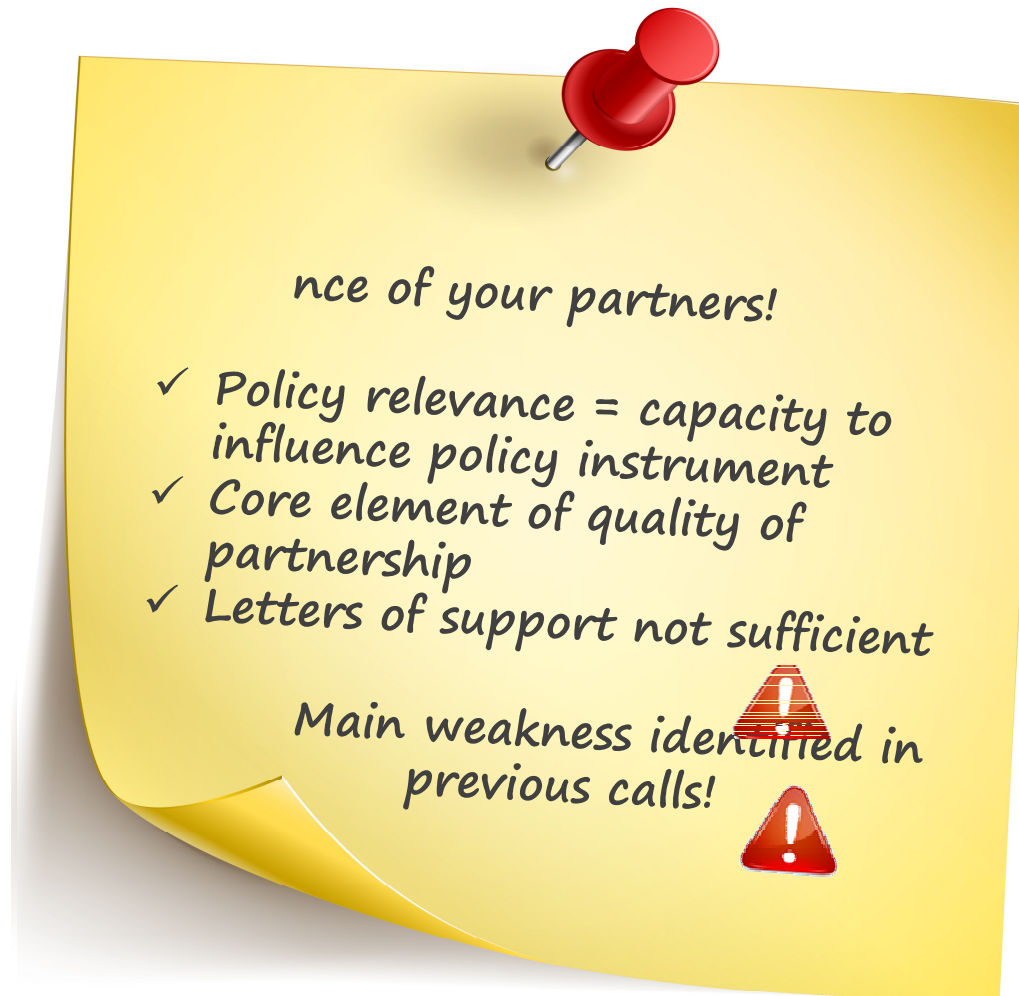 nce of your partners!
✓ Policy relevance = capacity to
influence policy instrument
✓ Core element of quality of
partnership
✓ Letters of support not sufficient
Main weakness identified in
previous calls!